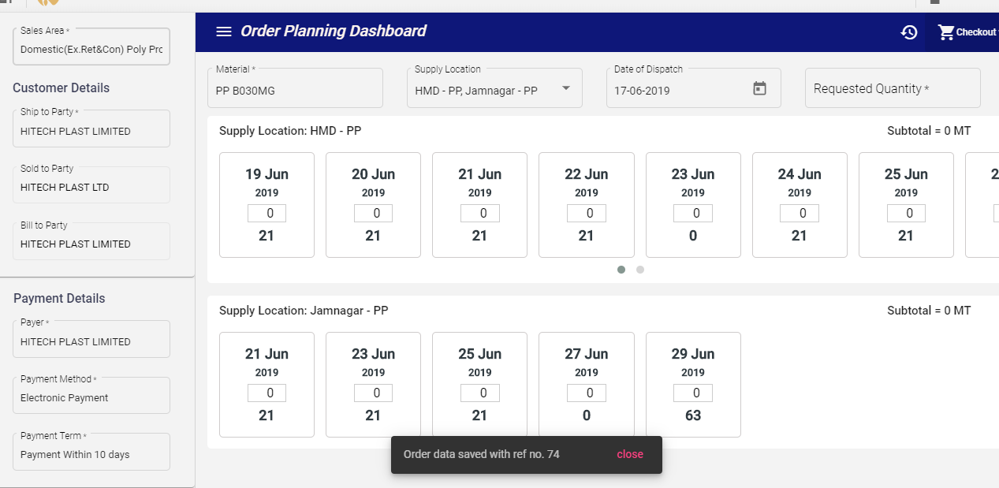 Sales Area *
Domestic(Ex.Ret&Con) Poly Prc
Customer Details
Ship to Party *
HITECH PLAST LIMITED
Sold to Party
HITECH PLAST LTD
Bill to Party
HITECH PLAST LIMITED
Payment Details
Payer *
HITECH PLAST LIMITED
Payment Method *
Electronic Payment
Payment Term *
Payment Within 10 days
Order Planning Dashboard
Checkout
Material *
PP B030MG
Supply Location
HMD - PP, Jamnagar - PP
Date of Dispatch
17-06-2019
Requested Quantity *
Supply Location: HMD - PP
Subtotal = 0 MT
19 Jun 20 Jun 21 Jun 22 Jun 23 Jun 24 Jun 25 Jun 2
2019 2019 2019 2019 2019 2019 2019
0 0 0 0 0 0 0
21 21 21 21 0 21 21
Supply Location: Jamnagar - PP
Subtotal = 0 MT
21 Jun 23 Jun 25 Jun 27 Jun 29 Jun
2019 2019 2019 2019 2019
0 0 0 0 0
21 21 21 0 63
Order data saved with ref no. 74 close